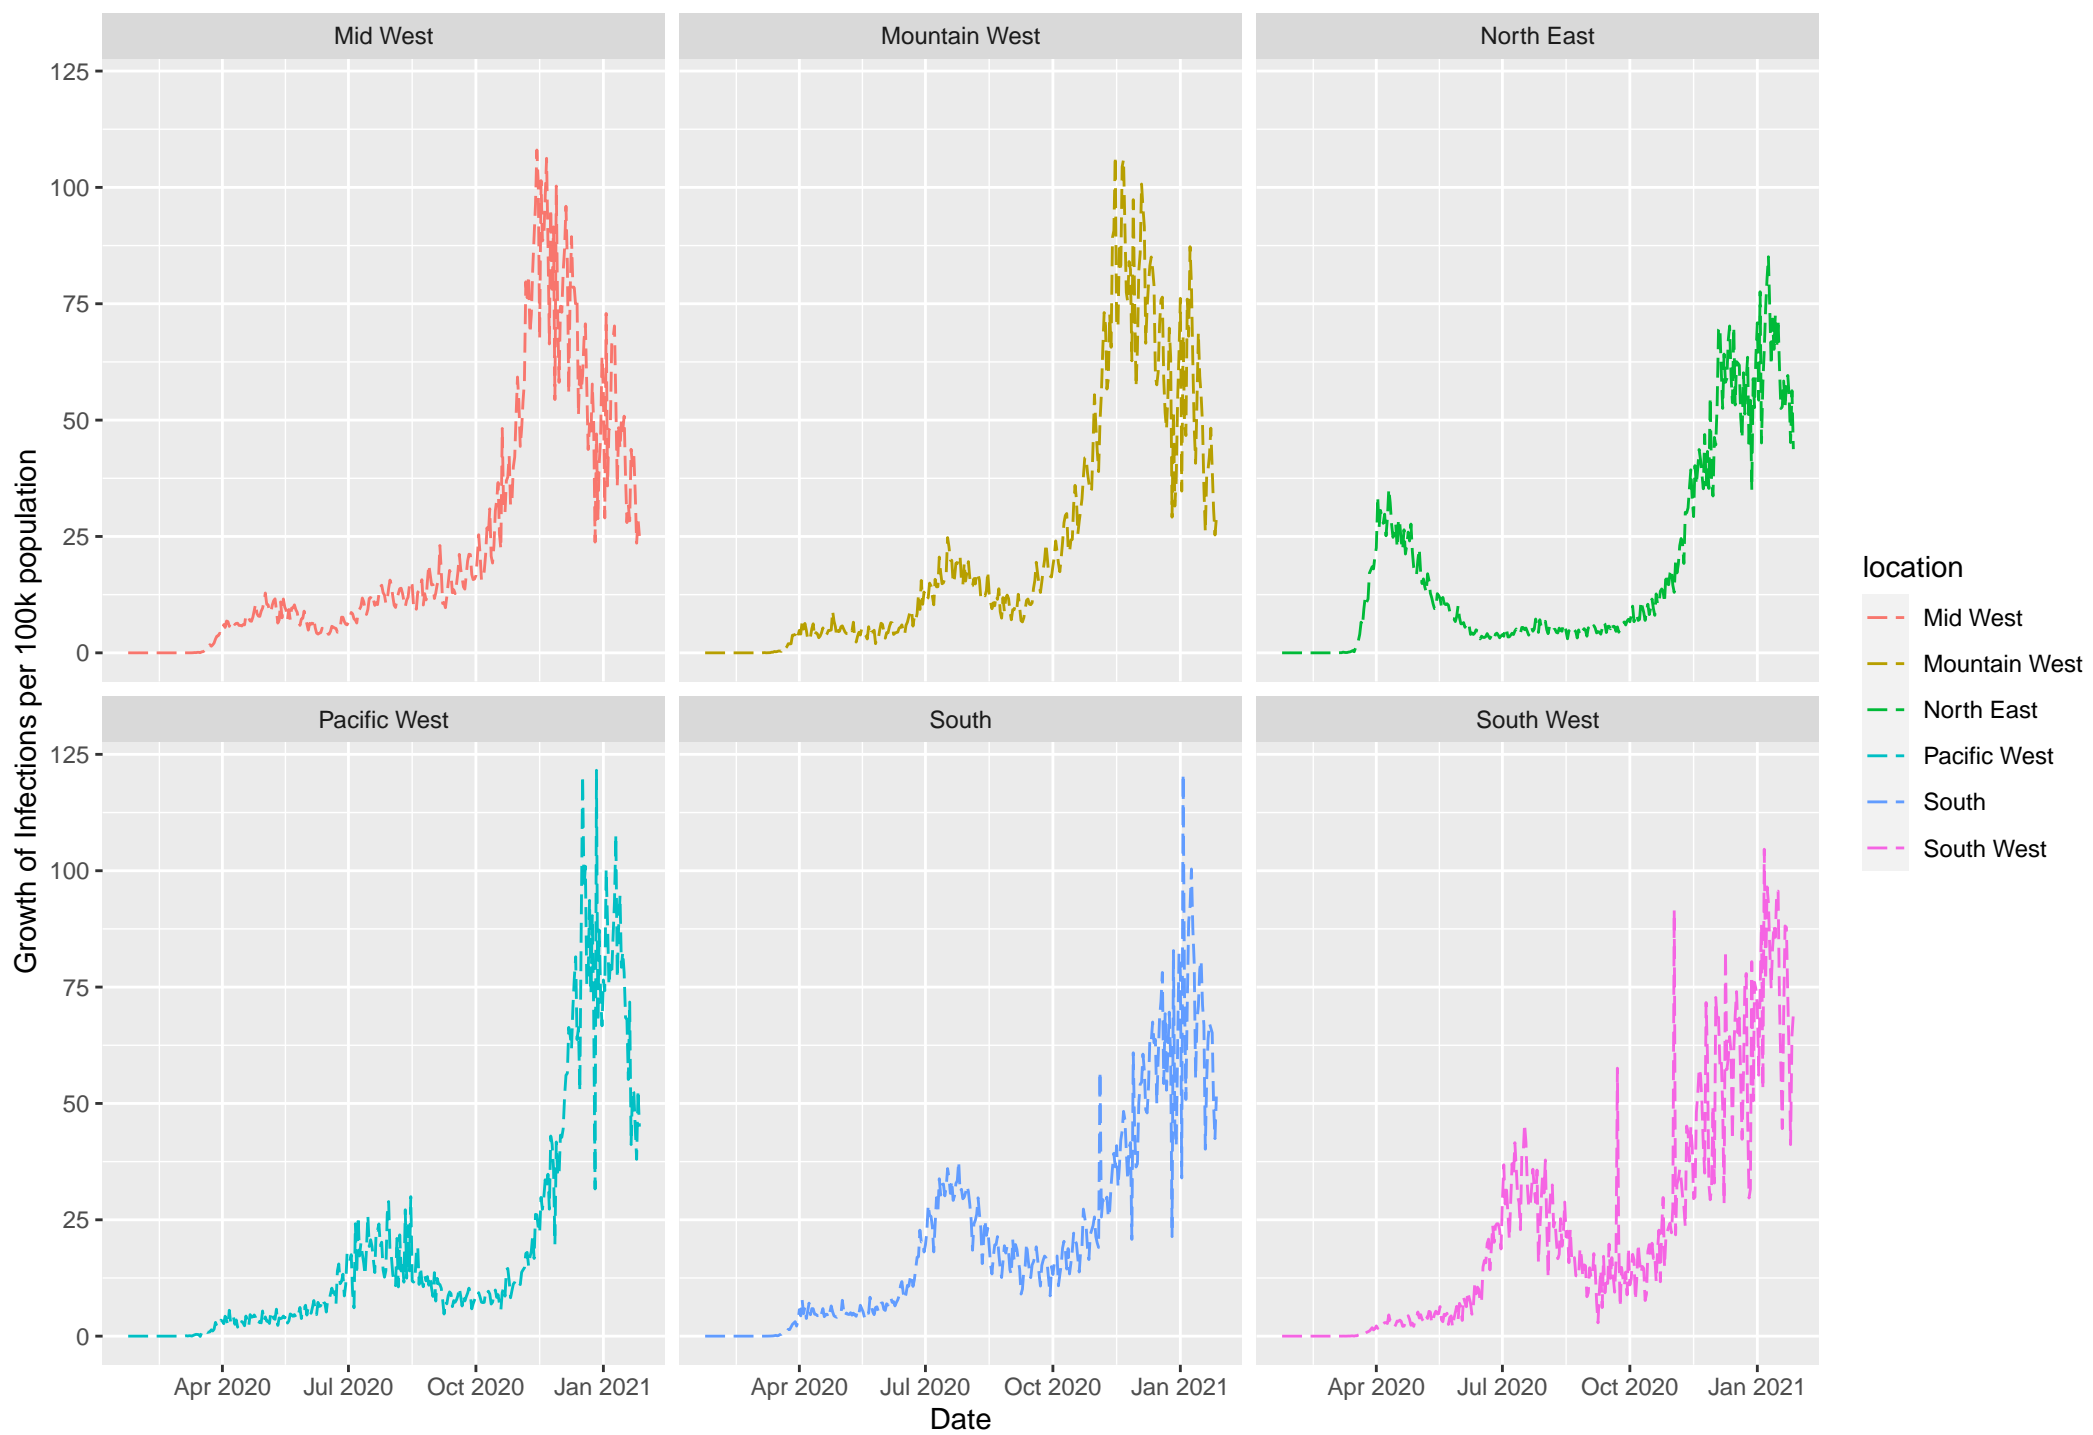 Mid West
Mountain West
North East
125
100
75
50
25
0
Growth of Infections per 100k population
Pacific West
South
South West
125
100
75
50
25
0
Apr 2020 Jul 2020 Oct 2020 Jan 2021
Apr 2020 Jul 2020 Oct 2020 Jan 2021
Apr 2020 Jul 2020 Oct 2020 Jan 2021
Date
location
Mid West
Mountain West
North East
Pacific West
South
South West